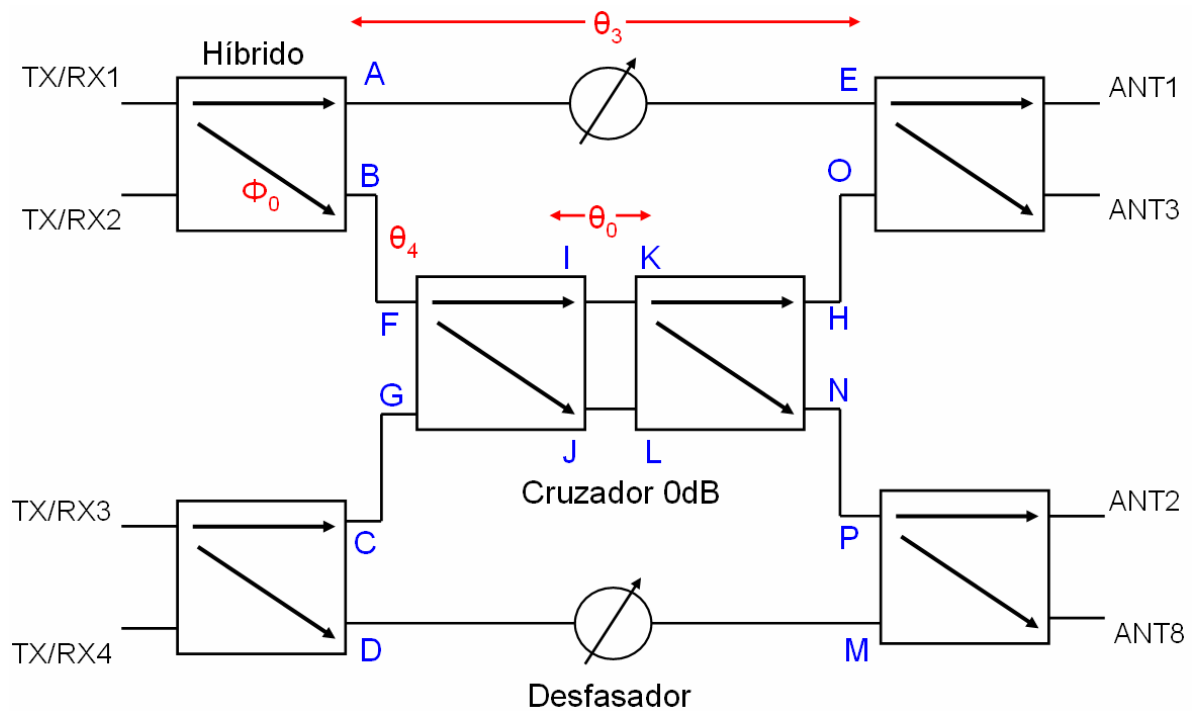 θ3
Híbrido
TX/RX1
A
E
ANT1
B
O
Φ0
TX/RX2
ANT3
θ4
θ0
I
K
F
H
G
N
J
L
Cruzador 0dB
TX/RX3
ANT2
C
P
TX/RX4
D
M
ANT8
Desfasador